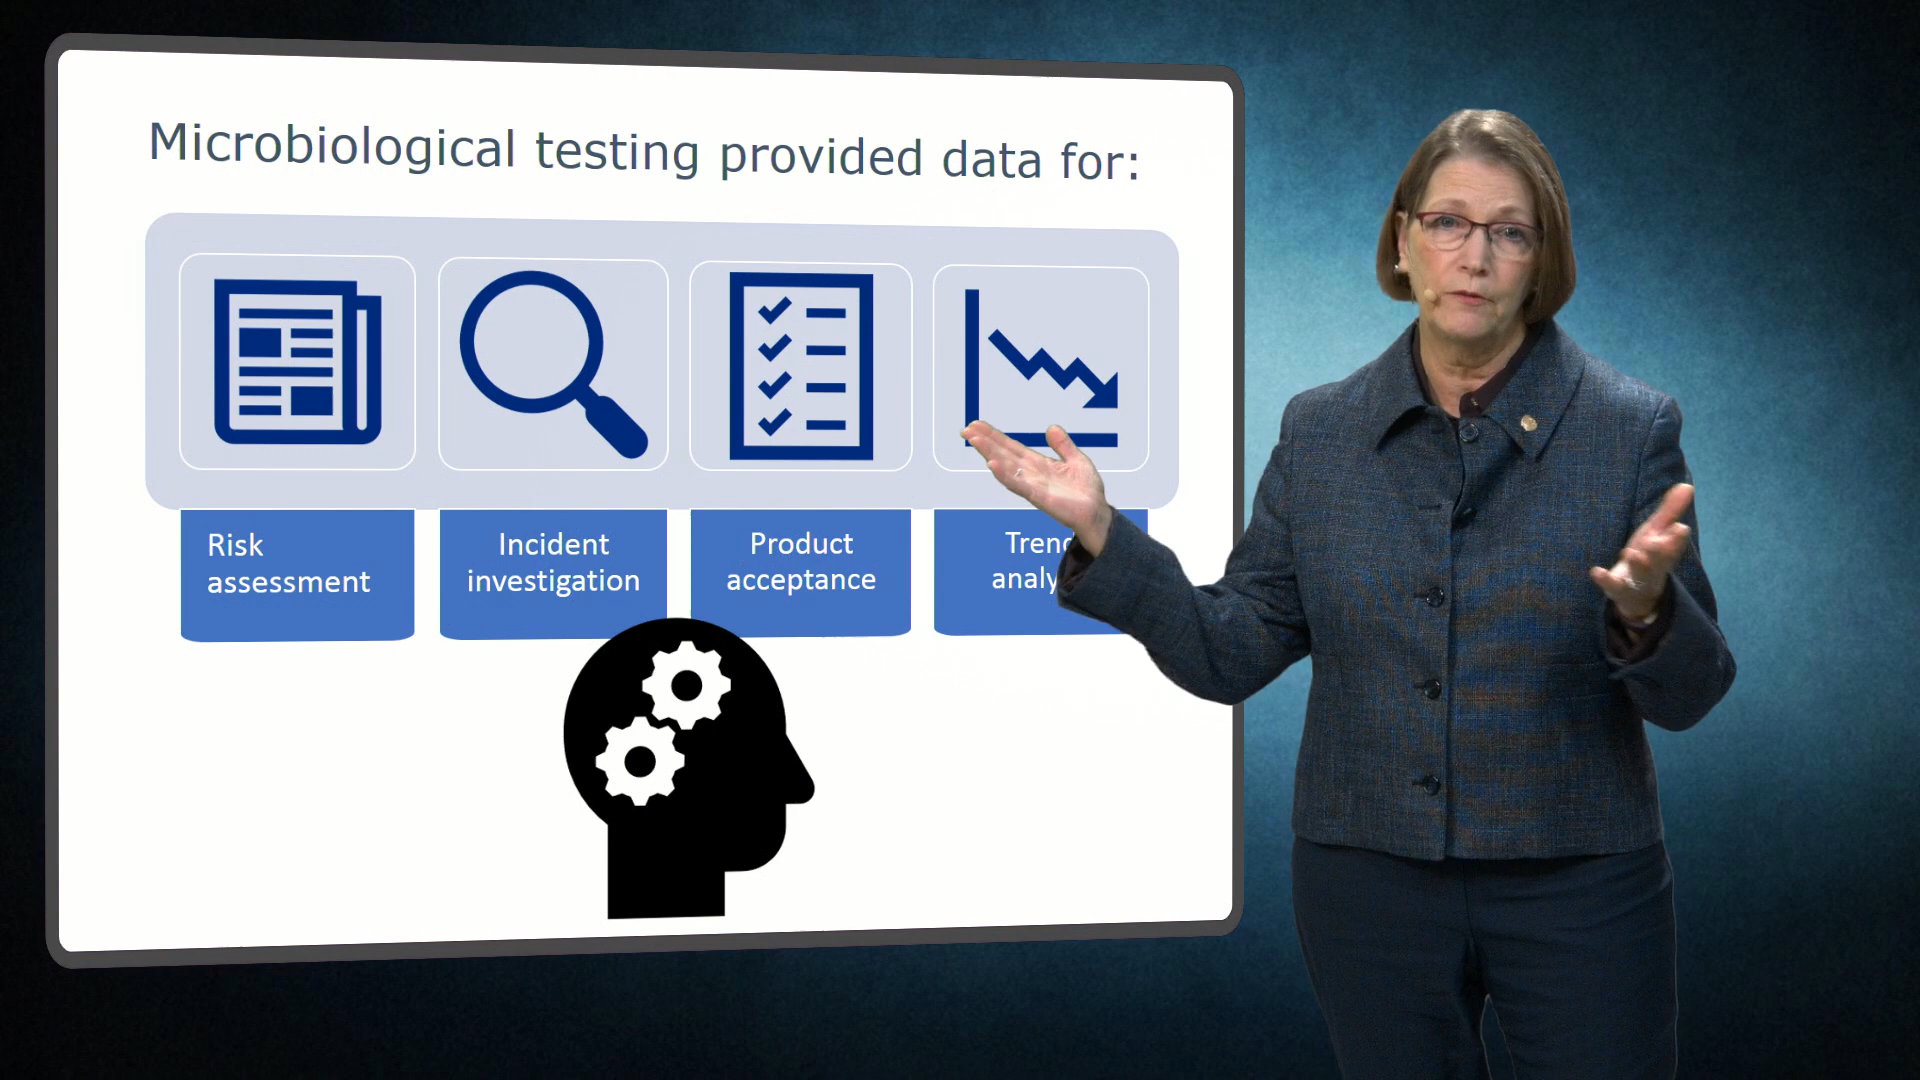 Microbiological testing provided data for:
Risk
assessment
Incident
investigation
Product
acceptance